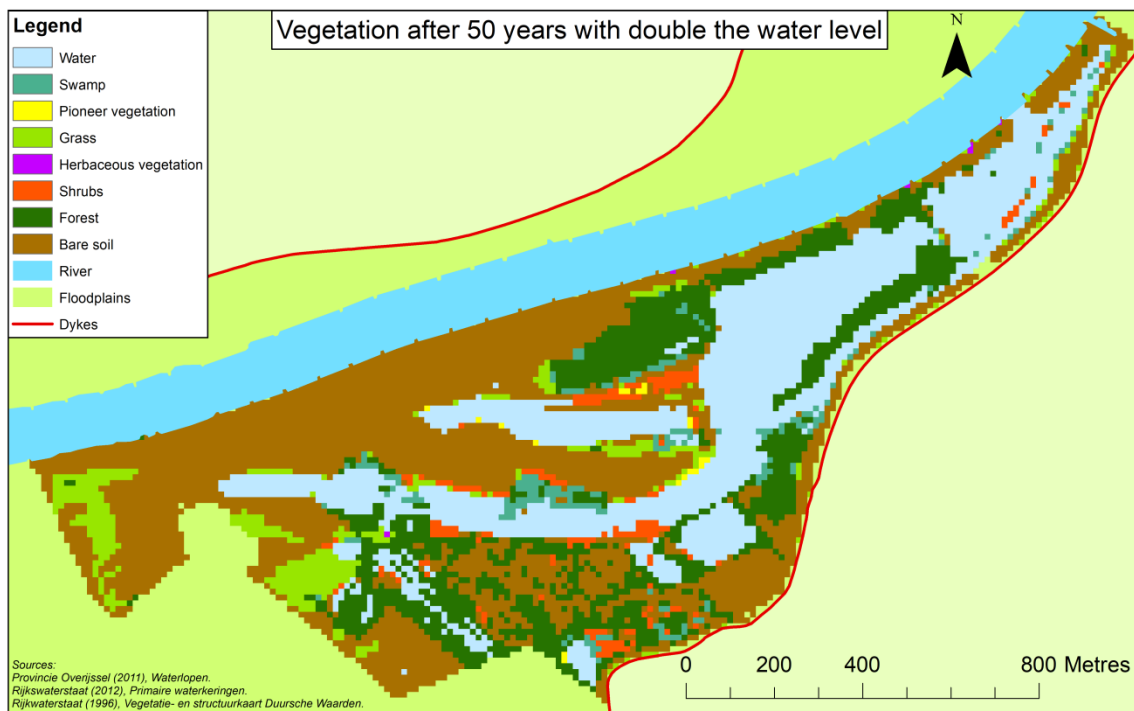 Vegetation after 50 years with double the water level
Legend
Water
Swamp
Pioneer vegetation
Grass
Herbaceous vegetation
Shrubs
Forest
Bare soil
River
Floodplains
Dykes
N
Sources:
Provincie Overijssel (2011), Waterlopen.
Rijkswaterstaat (2012), Primaire waterkeringen.
Rijkwaterstaat (1996), Vegetatie- en structuurkaart Duursche Waarden.
0 200 400 800 Metres